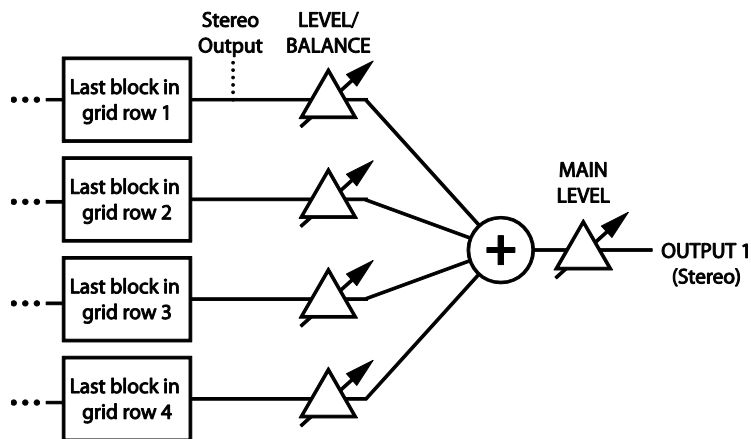 Stereo
Output
LEVEL/
BALANCE
Last block in
grid row 1
Last block in
grid row 2
MAIN
LEVEL
+
OUTPUT 1
(Stereo)
Last block in
grid row 3
Last block in
grid row 4